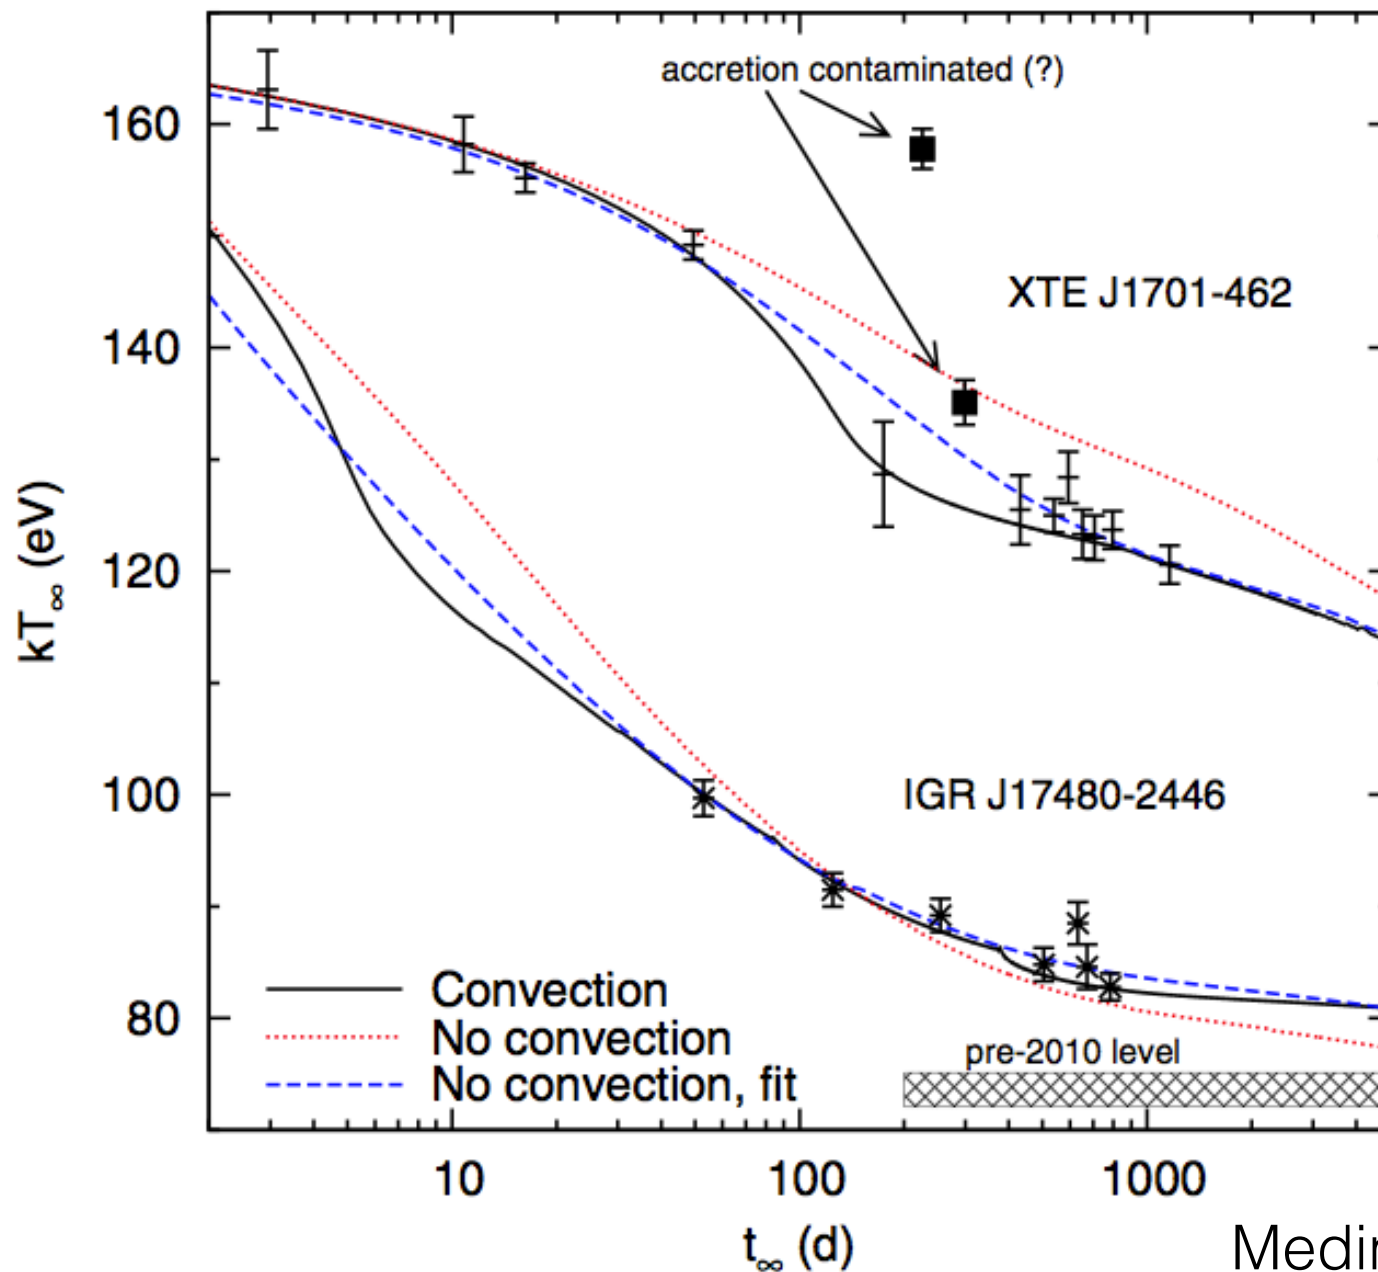 accretion contaminated (?)
160
XTE J1701-462
140
kT∞ (eV)
120
100
IGR J17480-2446
Convection
No convection
No convection, fit
80
pre-2010 level
10
100
1000
t∞ (d)